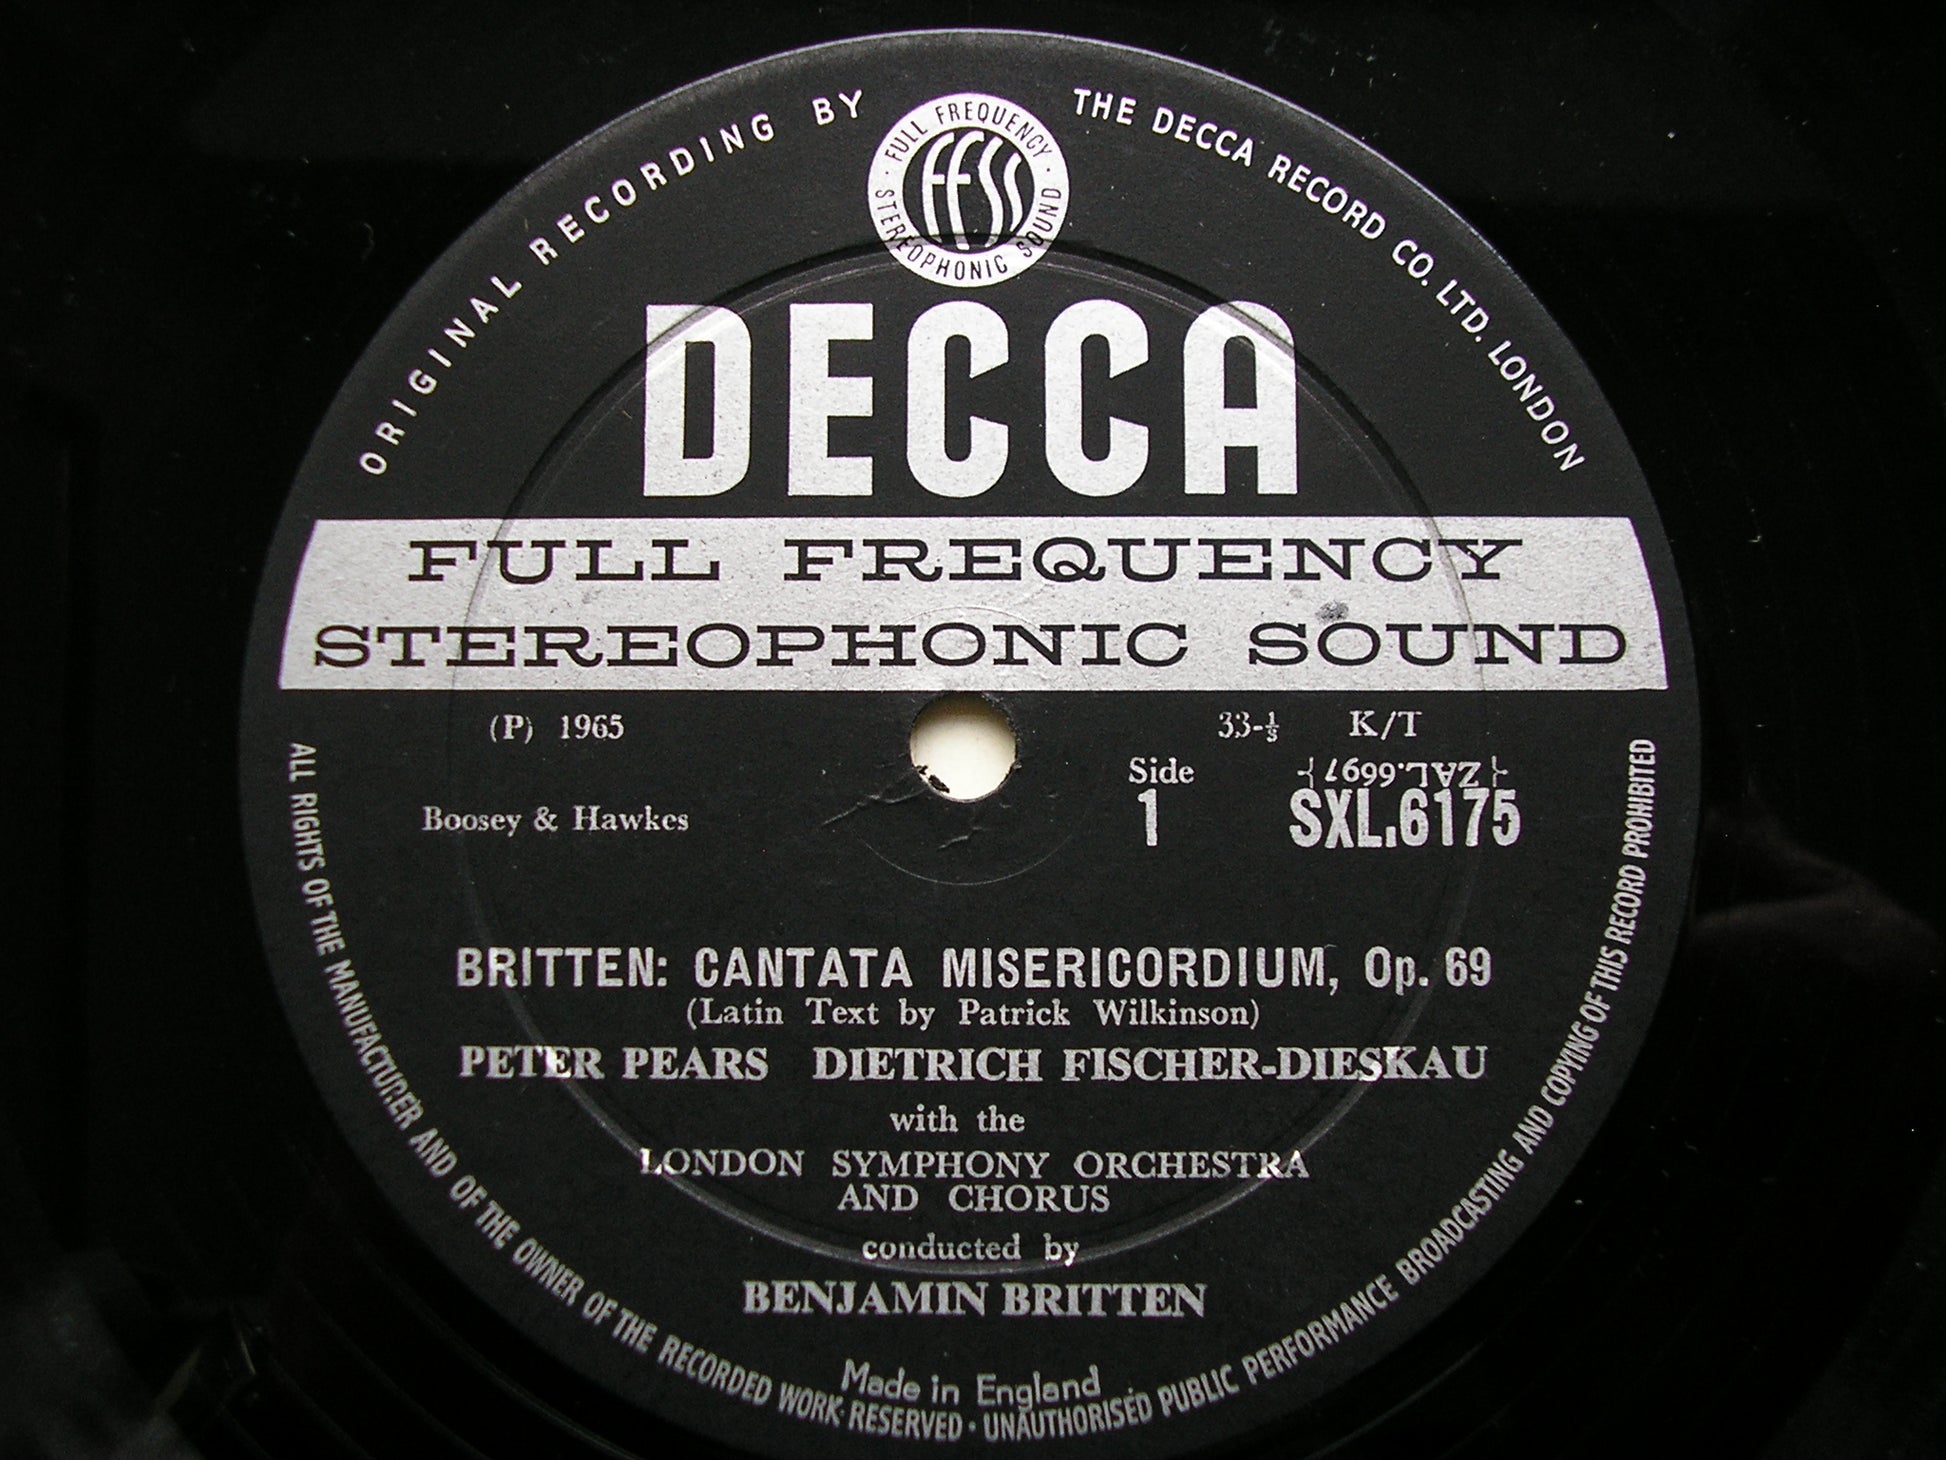 ORIGINAL RECORDING BY
THE DECCA RECORD CO. LTD. LONDON
· FULL FREQUENCY ·
STEREOPHONIC SOUND
FFSS
DECCA
FULL FREQUENCY
STEREOPHONIC SOUND
(P) 1965
33-⅓ K/T
Side
{ZAL.6697}
1
SXL.6175
Boosey & Hawkes
BRITTEN: CANTATA MISERICORDIUM, Op. 69
(Latin Text by Patrick Wilkinson)
PETER PEARS DIETRICH FISCHER-DIESKAU
with the
LONDON SYMPHONY ORCHESTRA
AND CHORUS
conducted by
BENJAMIN BRITTEN
Made in England
ALL RIGHTS OF THE MANUFACTURER AND OF THE OWNER OF THE RECORDED WORK RESERVED · UNAUTHORISED PUBLIC PERFORMANCE BROADCASTING AND COPYING OF THIS RECORD PROHIBITED